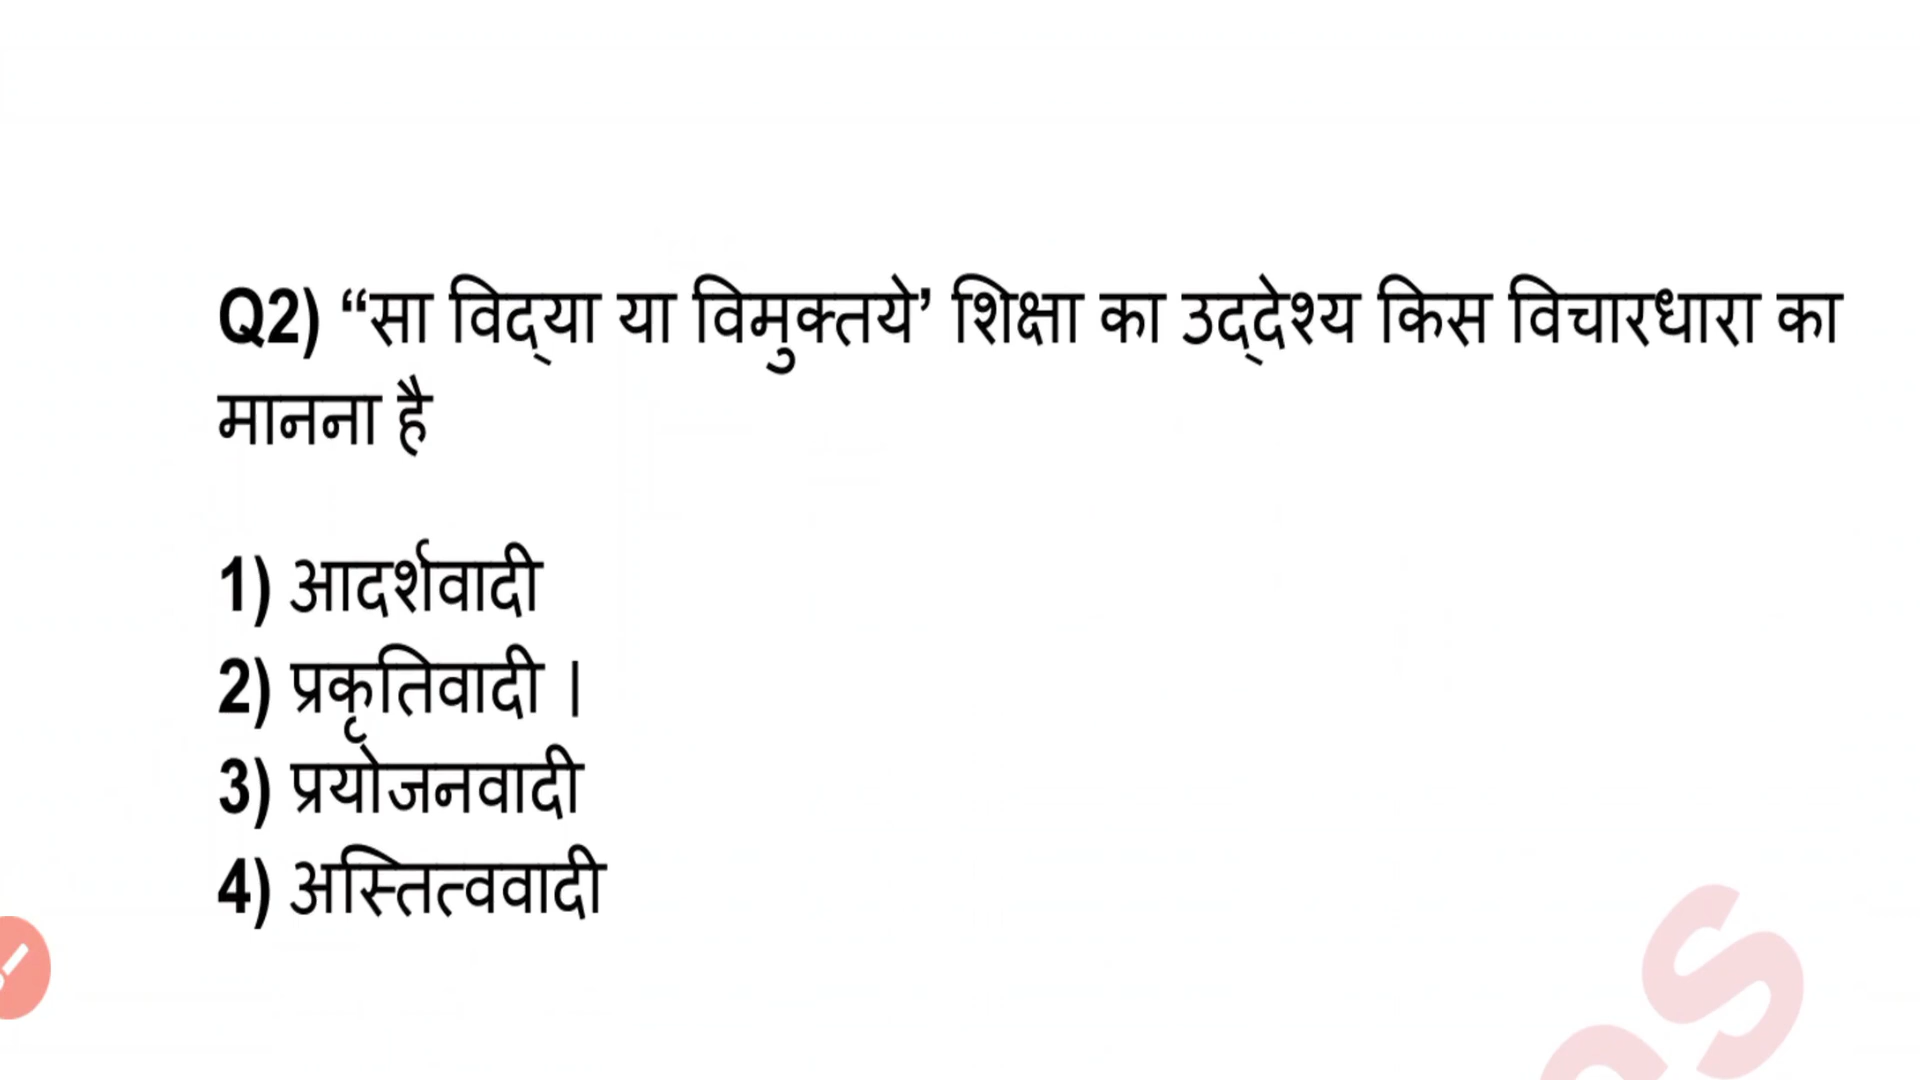 Q2) “सा विद्या या विमुक्तये’ शिक्षा का उद्देश्य किस विचारधारा का
मानना है
1) आदर्शवादी
2) प्रकृतिवादी ।
3) प्रयोजनवादी
4) अस्तित्ववादी